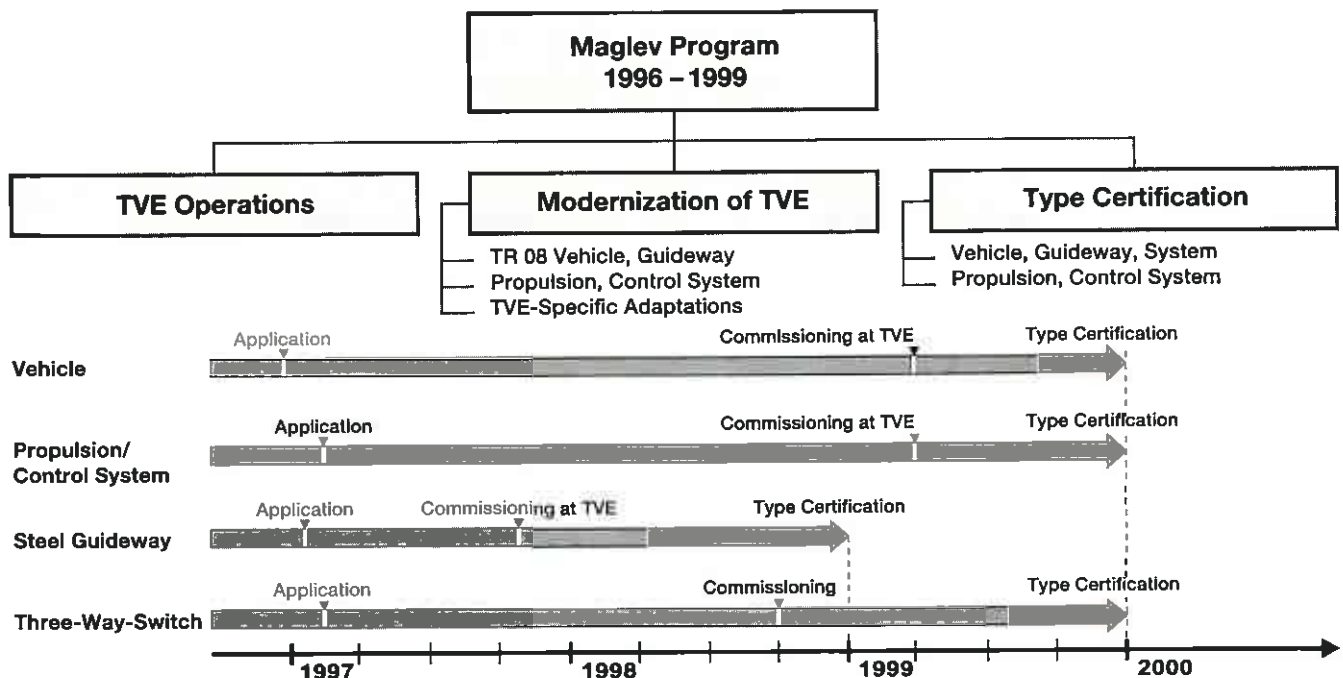 Maglev Program
1996 – 1999
TVE Operations
Modernization of TVE
Type Certification
TR 08 Vehicle, Guideway
Propulsion, Control System
TVE-Specific Adaptations
Vehicle, Guideway, System
Propulsion, Control System
Application
Commissioning at TVE
Type Certification
Vehicle
Application
Commissioning at TVE
Type Certification
Propulsion/
Control System
Application
Commissioning at TVE
Type Certification
Steel Guideway
Application
Commissioning
Type Certification
Three-Way-Switch
1997
1998
1999
2000